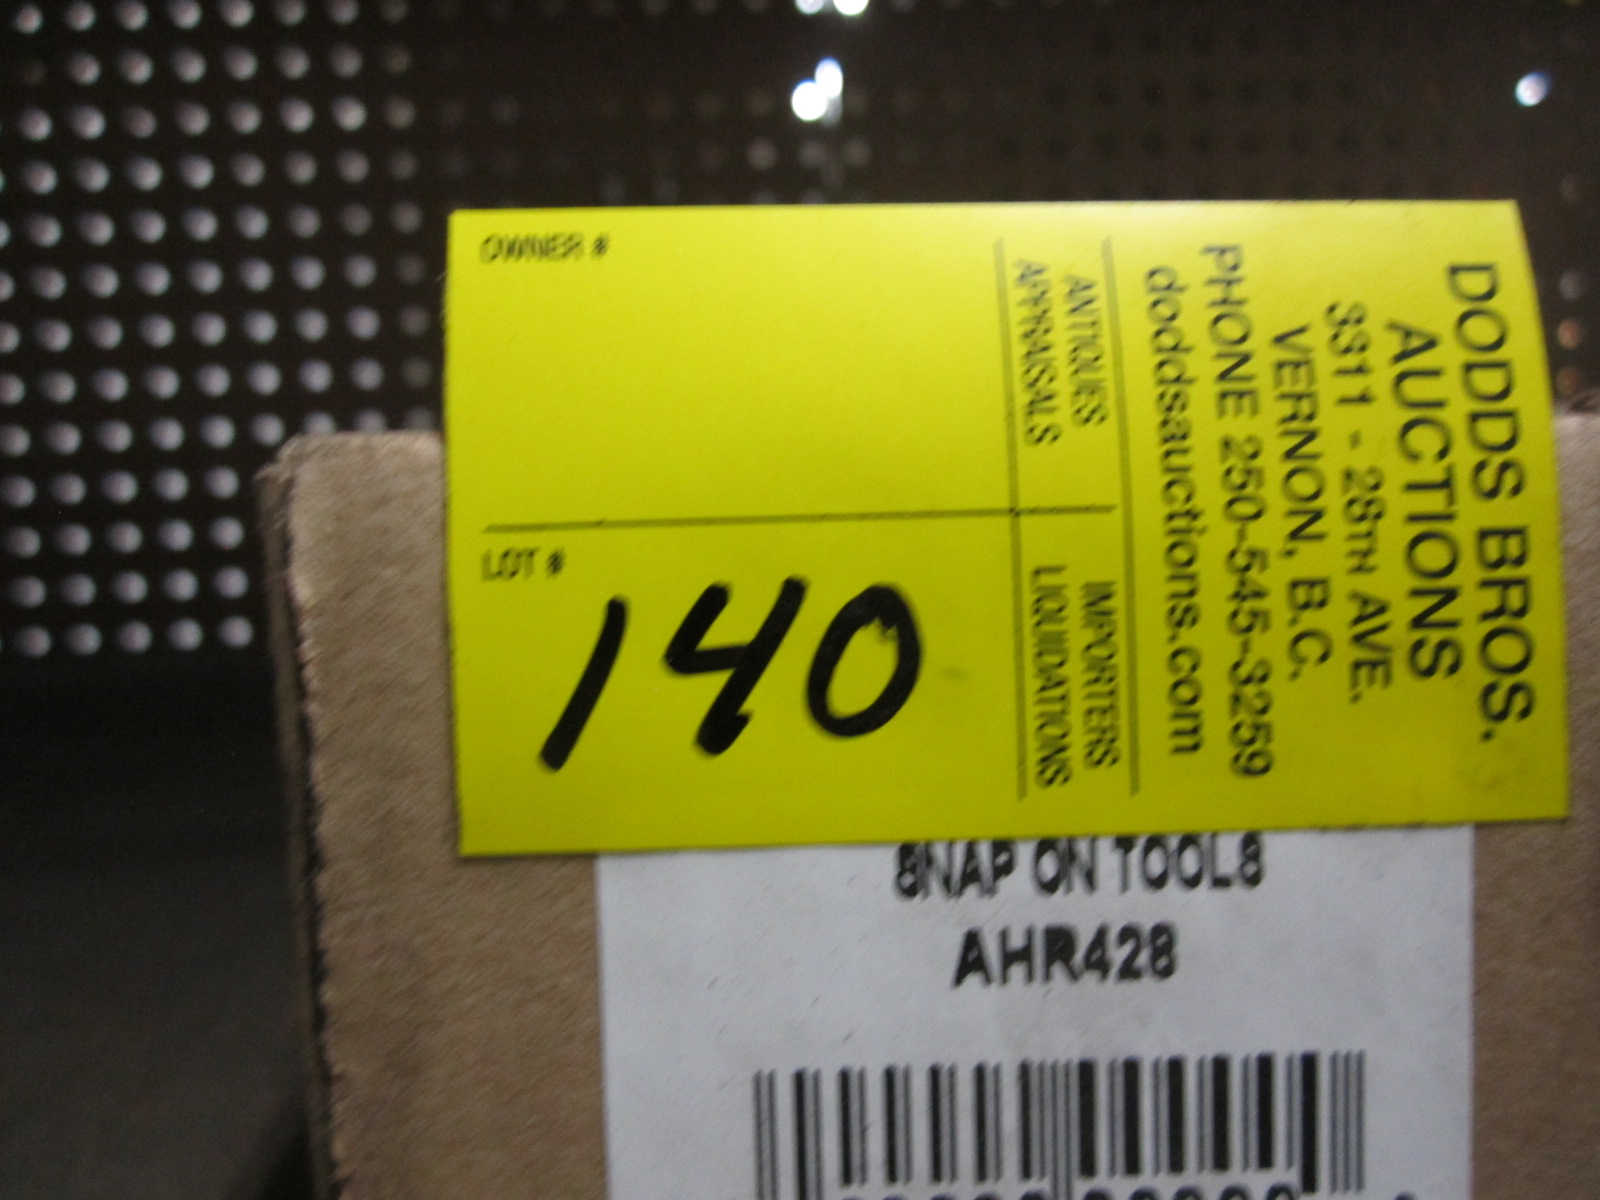 DODDS BROS.
AUCTIONS
3311 - 28TH AVE.
VERNON, B.C.
PHONE 250-545-3259
doddsauctions.com
ANTIQUES IMPORTERS
APPRAISALS LIQUIDATIONS
OWNER #
LOT #
140
SNAP ON TOOLS
AHR428